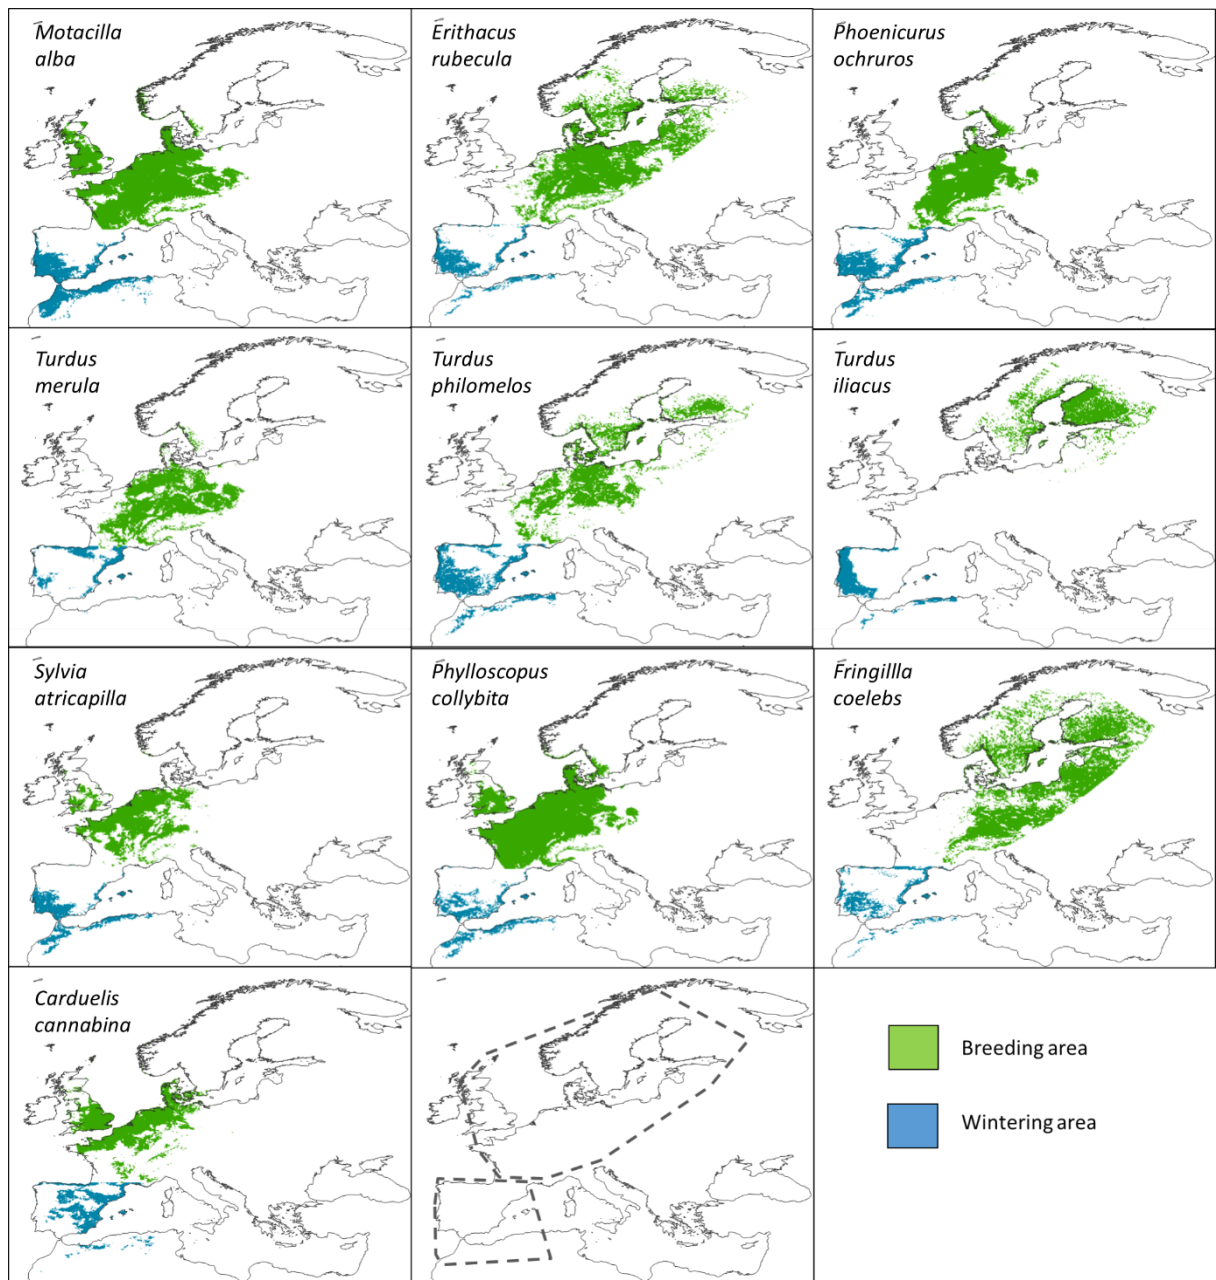 Motacilla
alba
Erithacus
rubecula
Phoenicurus
ochruros
Turdus
merula
Turdus
philomelos
Turdus
iliacus
Sylvia
atricapilla
Phylloscopus
collybita
Fringillla
coelebs
Carduelis
cannabina
Breeding area
Wintering area